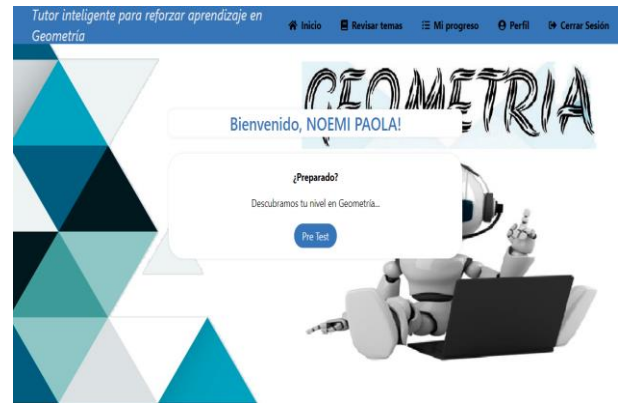 Tutor inteligente para reforzar aprendizaje en
Geometría
Inicio
Revisar temas
Mi progreso
Perfil
Cerrar Sesión
GEOMETRIA
Bienvenido, NOEMI PAOLA!
¿Preparado?
Descubramos tu nivel en Geometría...
Pre Test